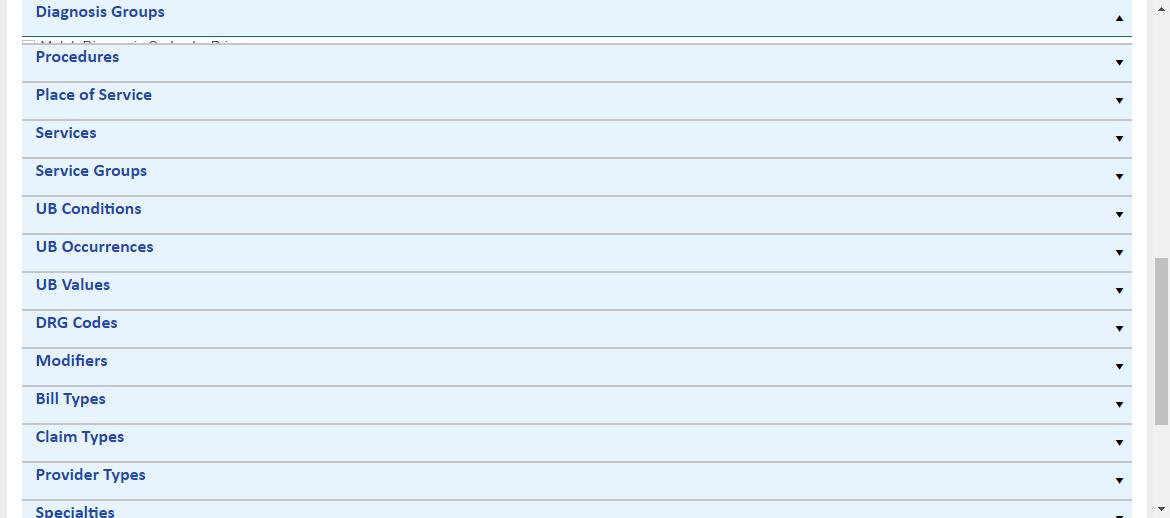 Diagnosis Groups
Procedures
Place of Service
Services
Service Groups
UB Conditions
UB Occurrences
UB Values
DRG Codes
Modifiers
Bill Types
Claim Types
Provider Types
Specialties